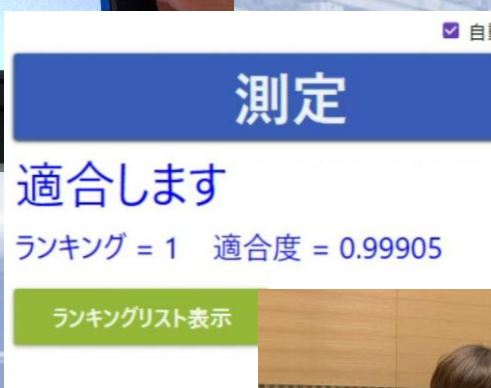 自
測定
適合します
ランキング = 1 適合度 = 0.99905
ランキングリスト表示